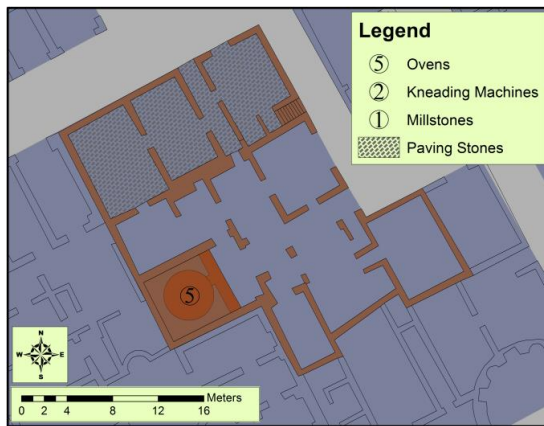 Legend
5 Ovens
2 Kneading Machines
1 Millstones
Paving Stones
5
N
W E
S
Meters
0 2 4 8 12 16